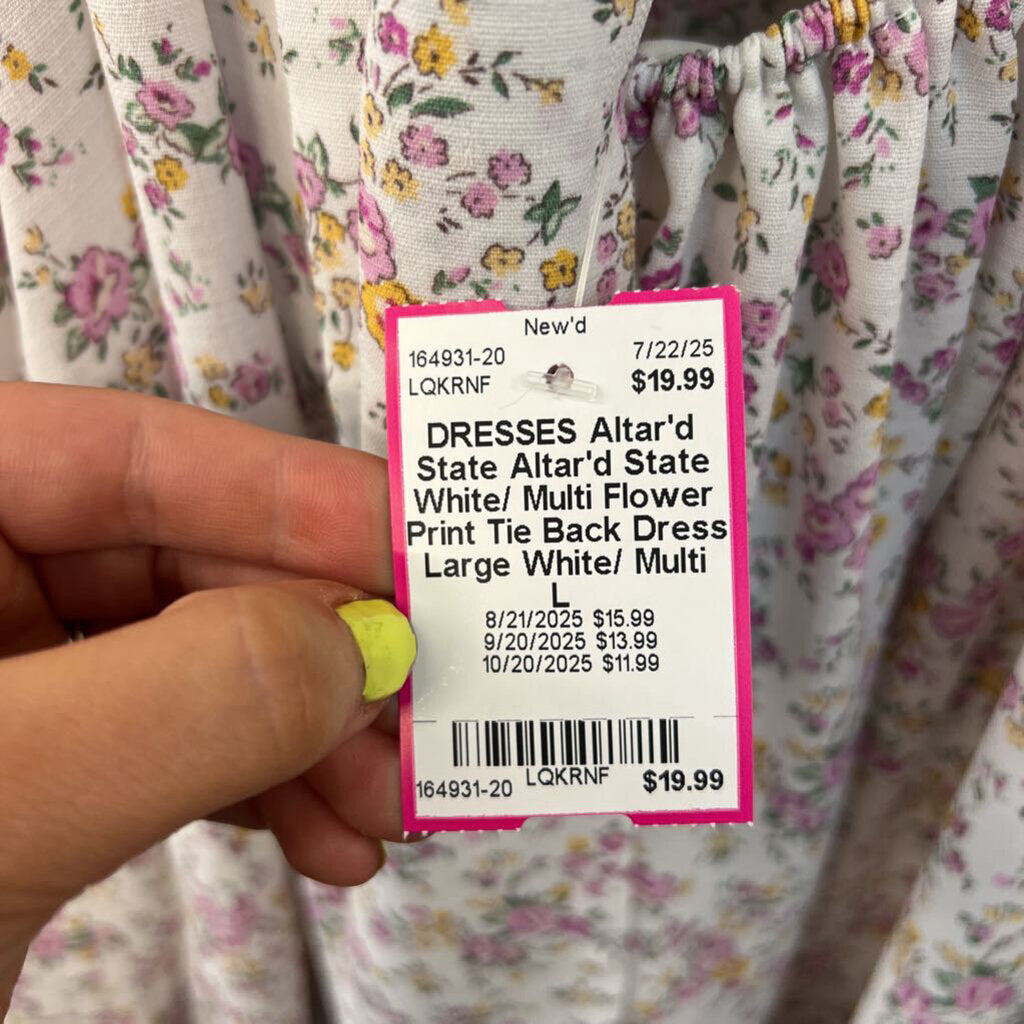 New'd
164931-20 7/22/25
LQKRNF $19.99
DRESSES Altar'd
State Altar'd State
White/ Multi Flower
Print Tie Back Dress
Large White/ Multi
L
8/21/2025 $15.99
9/20/2025 $13.99
10/20/2025 $11.99
164931-20 LQKRNF $19.99